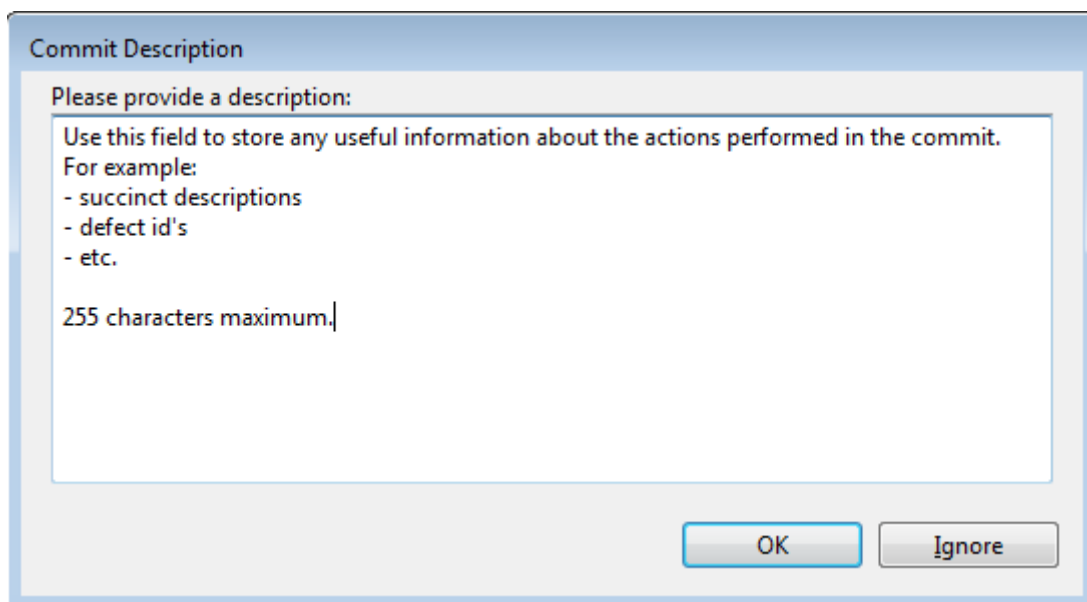 Commit Description
Please provide a description:
Use this field to store any useful information about the actions performed in the commit.
For example:
- succinct descriptions
- defect id's
- etc.
255 characters maximum.
OK
Ignore